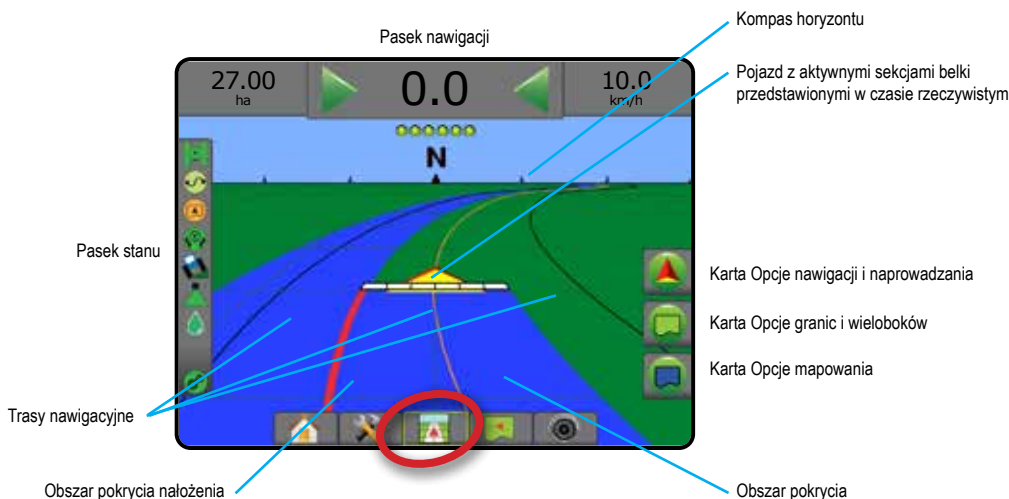 Kompas horyzontu
Pasek nawigacji
Pojazd z aktywnymi sekcjami belki
przedstawionymi w czasie rzeczywistym
27.00
ha
0.0
10.0
km/h
N
Pasek stanu
Karta Opcje nawigacji i naprowadzania
Karta Opcje granic i wieloboków
Karta Opcje mapowania
Trasy nawigacyjne
Obszar pokrycia nałożenia
Obszar pokrycia